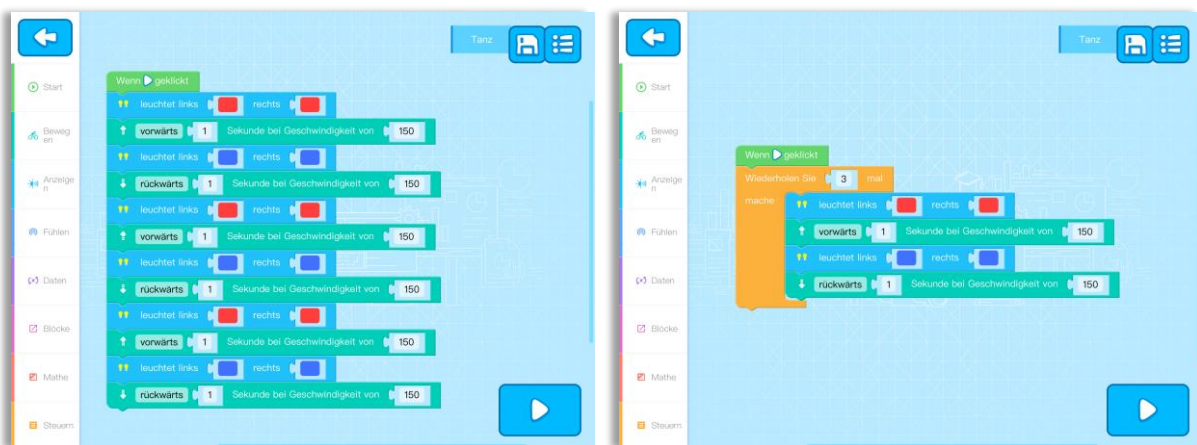 Tanz
Start
Beweg
en
Anzeige
n
Fühlen
Daten
Blöcke
Mathe
Steuern
Wenn geklickt
leuchtet links rechts
vorwärts 1 Sekunde bei Geschwindigkeit von 150
leuchtet links rechts
rückwärts 1 Sekunde bei Geschwindigkeit von 150
leuchtet links rechts
vorwärts 1 Sekunde bei Geschwindigkeit von 150
leuchtet links rechts
rückwärts 1 Sekunde bei Geschwindigkeit von 150
leuchtet links rechts
vorwärts 1 Sekunde bei Geschwindigkeit von 150
leuchtet links rechts
rückwärts 1 Sekunde bei Geschwindigkeit von 150
Tanz
Start
Beweg
en
Anzeige
n
Fühlen
Daten
Blöcke
Mathe
Steuern
Wenn geklickt
Wiederholen Sie 3 mal
mache leuchtet links rechts
vorwärts 1 Sekunde bei Geschwindigkeit von 150
leuchtet links rechts
rückwärts 1 Sekunde bei Geschwindigkeit von 150